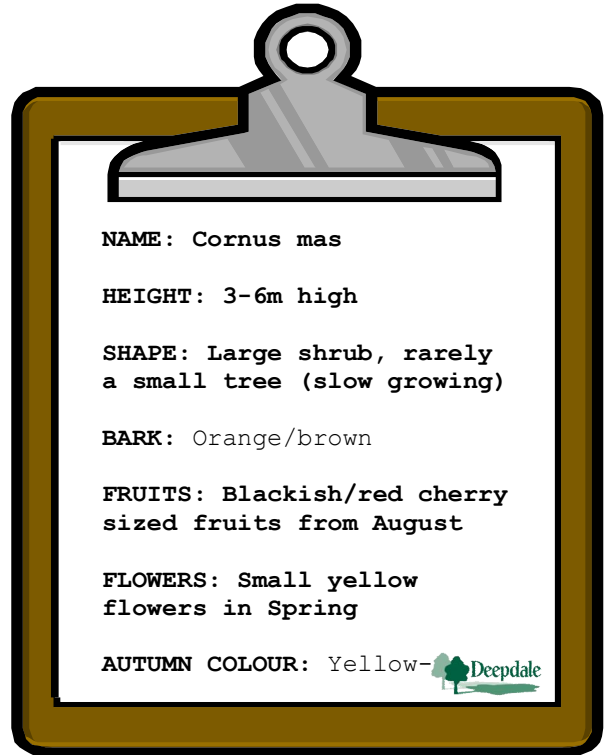 NAME: Cornus mas
HEIGHT: 3-6m high
SHAPE: Large shrub, rarely
a small tree (slow growing)
BARK: Orange/brown
FRUITS: Blackish/red cherry
sized fruits from August
FLOWERS: Small yellow
flowers in Spring
AUTUMN COLOUR: Yellow-
Deepdale